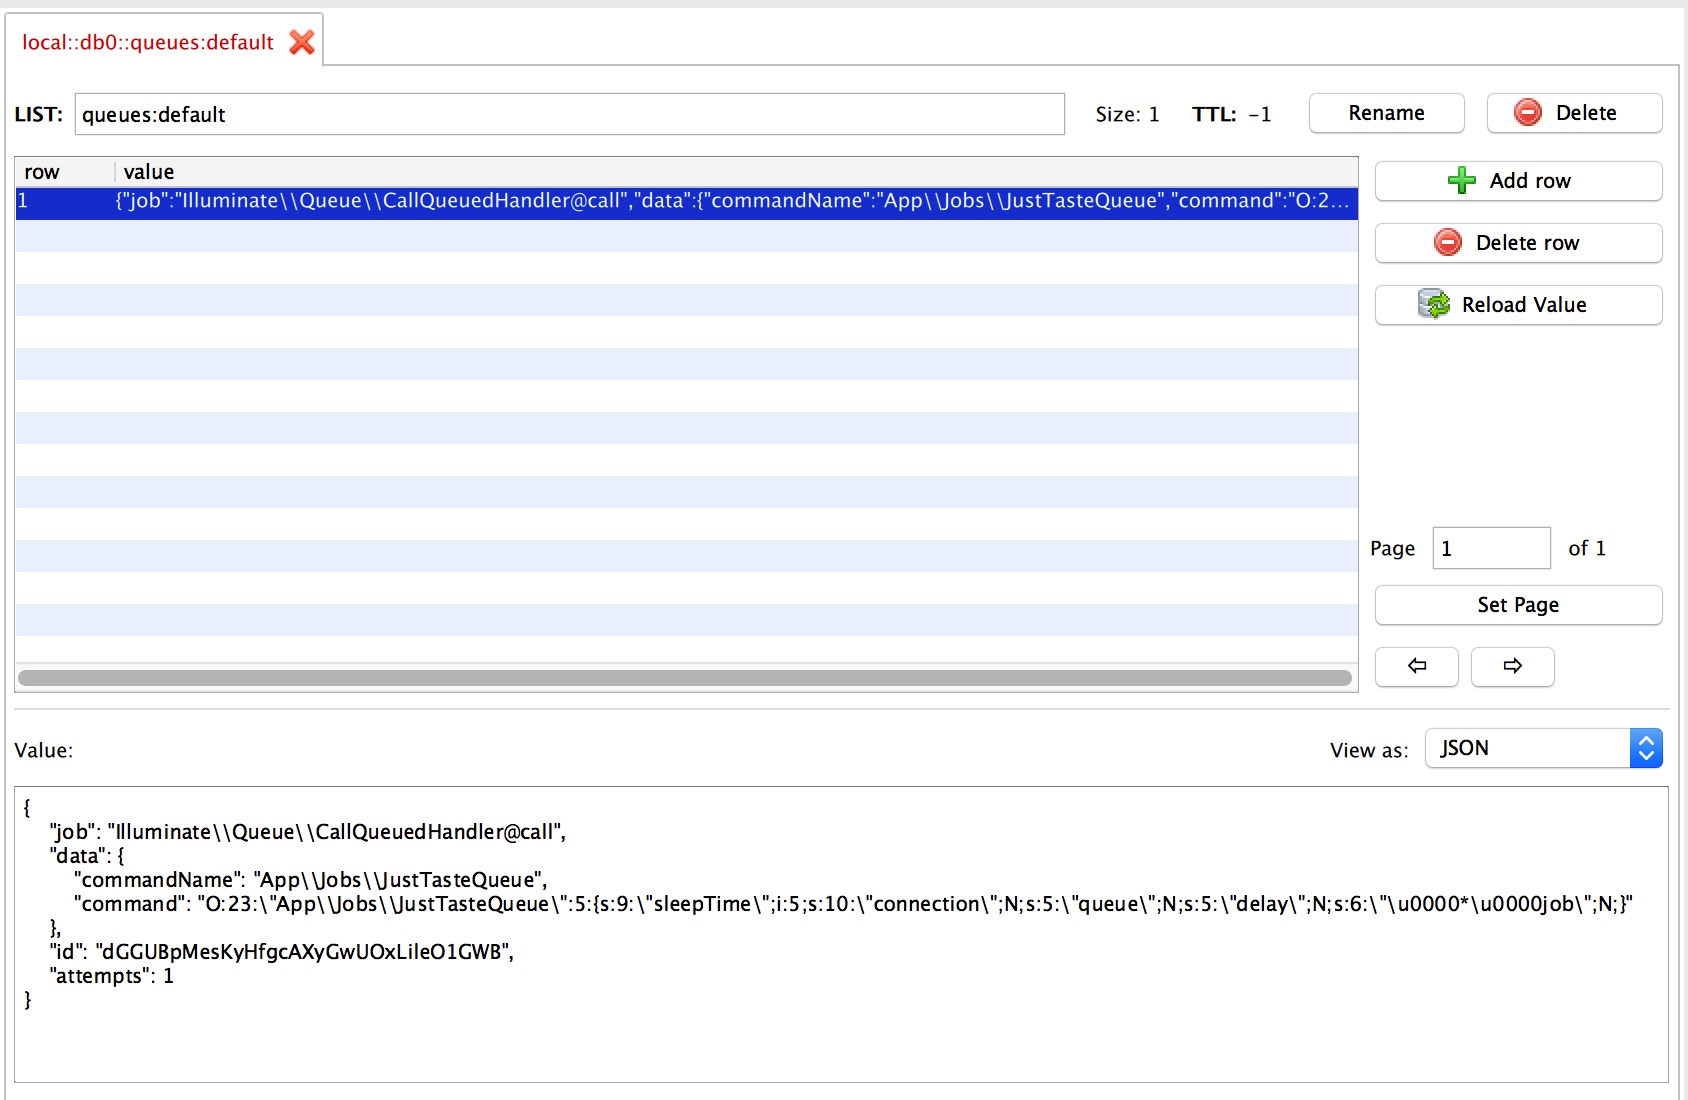 local::db0::queues:default
LIST: queues:default Size: 1 TTL: -1 Rename Delete
row value
1 {"job":"Illuminate\\Queue\\CallQueuedHandler@call","data":{"commandName":"App\\Jobs\\JustTasteQueue","command":"O:2...
Add row
Delete row
Reload Value
Page 1 of 1
Set Page
Value: View as: JSON
{
"job": "Illuminate\\Queue\\CallQueuedHandler@call",
"data": {
"commandName": "App\\Jobs\\JustTasteQueue",
"command": "O:23:\"App\\Jobs\\JustTasteQueue\":5:{s:9:\"sleepTime\";i:5;s:10:\"connection\";N;s:5:\"queue\";N;s:5:\"delay\";N;s:6:\"\u0000*\u0000job\";N;}"
},
"id": "dGGUBpMesKyHfgcAXyGwUOxLileO1GWB",
"attempts": 1
}